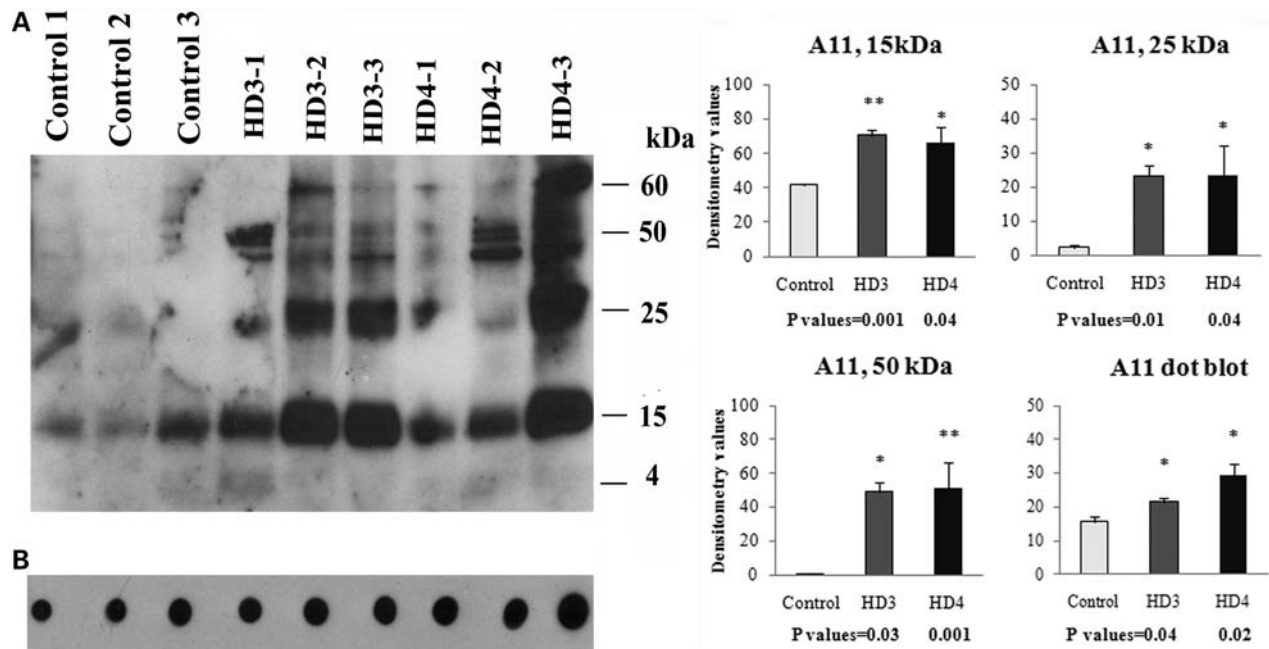 A
Control 1
Control 2
Control 3
HD3-1
HD3-2
HD3-3
HD4-1
HD4-2
HD4-3
kDa
60
50
25
15
4
B
A11, 15kDa
Densitometry values
100
80
60
40
20
0
**
*
Control HD3 HD4
P values=0.001 0.04
A11, 25 kDa
50
40
30
20
10
0
*
*
Control HD3 HD4
P values=0.01 0.04
A11, 50 kDa
Densitometry values
100
80
60
40
20
0
*
**
Control HD3 HD4
P values=0.03 0.001
A11 dot blot
50
40
30
20
10
0
*
*
Control HD3 HD4
P values=0.04 0.02